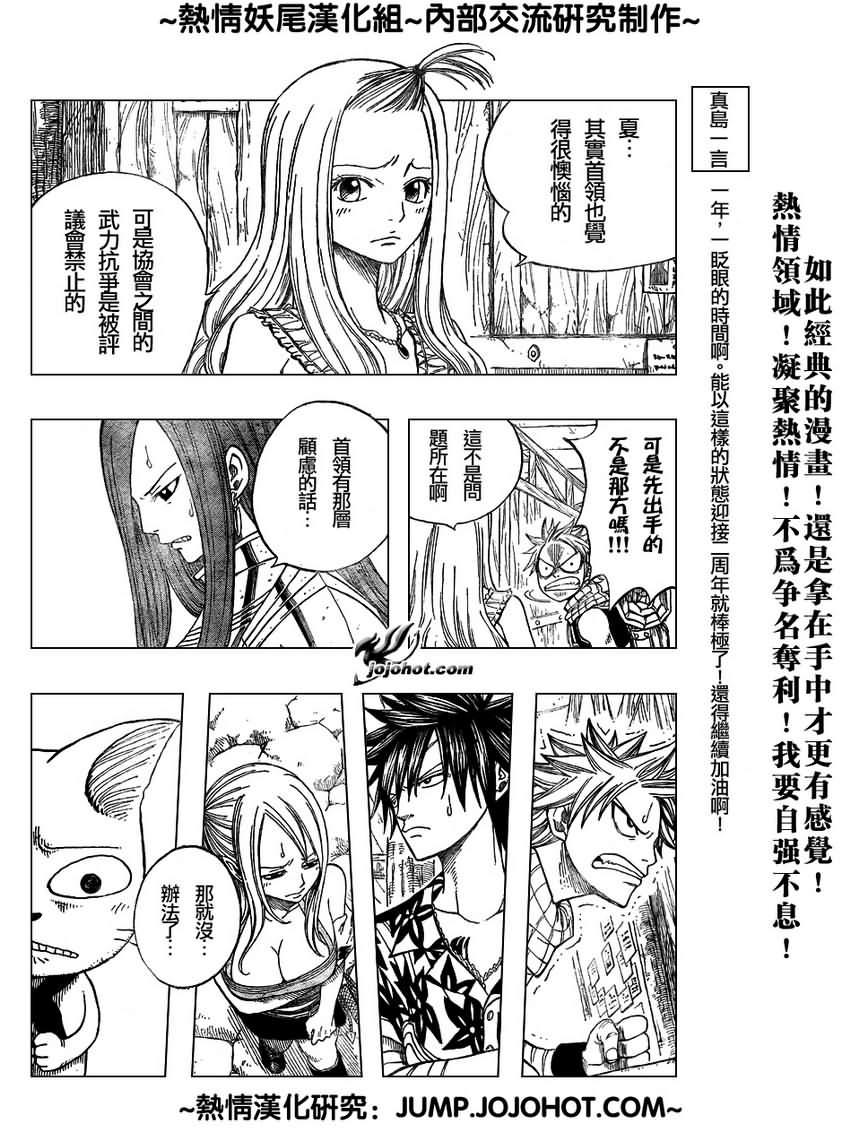 ~熱情妖尾漢化組~內部交流研究制作~
真島一言
一年，一眨眼的時間啊。能以這樣的狀態迎接二周年就棒極了！還得繼續加油啊！
如此經典的漫畫！還是拿在手中才更有感覺！
熱情領域！凝聚熱情！不爲争名奪利！我要自强不息！
夏…
其實首領也覺
得很懊惱的
可是協會之間的
武力抗爭是被評
議會禁止的
可是先出手的
不是那方嗎!!!
這不是問
題所在啊
首領有那層
顧慮的話…
jojohot.com
那就沒…
辦法了…
~熱情漢化研究：JUMP.JOJOHOT.COM~